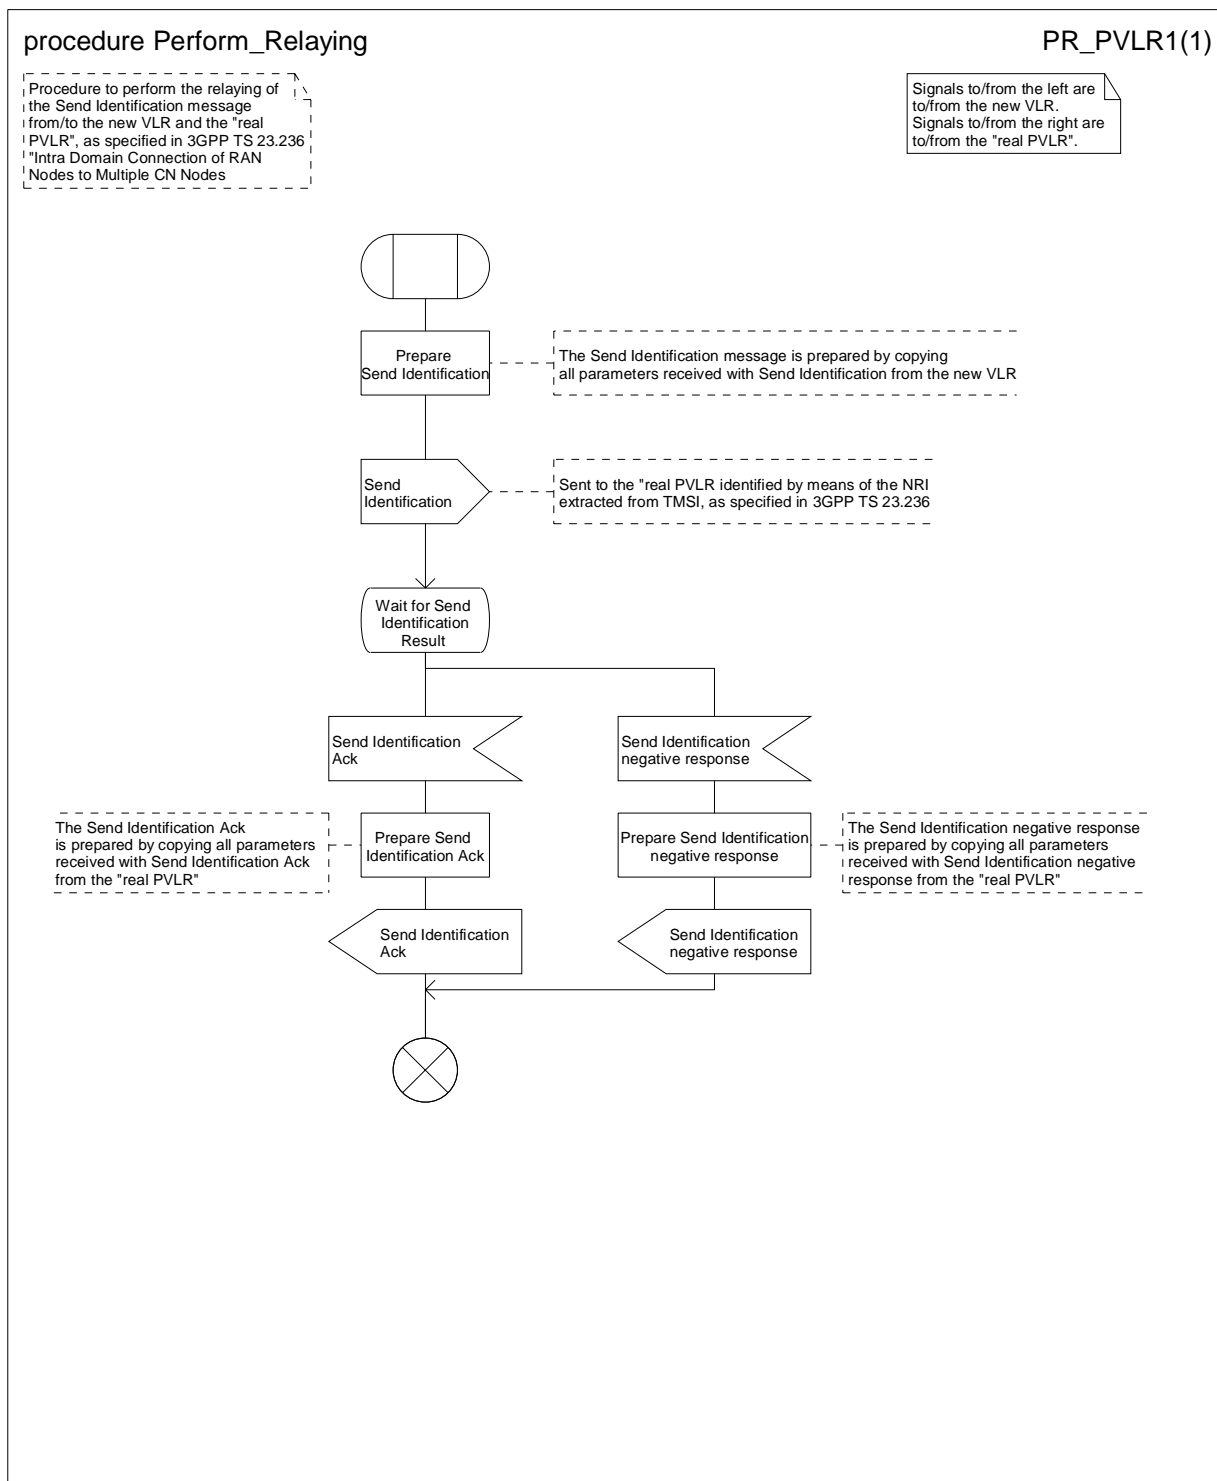 procedure Perform_Relaying
PR_PVLR1(1)
Procedure to perform the relaying of
the Send Identification message
from/to the new VLR and the "real
PVLR", as specified in 3GPP TS 23.236
"Intra Domain Connection of RAN
Nodes to Multiple CN Nodes
Signals to/from the left are
to/from the new VLR.
Signals to/from the right are
to/from the "real PVLR".
Prepare
Send Identification
The Send Identification message is prepared by copying
all parameters received with Send Identification from the new VLR
Send
Identification
Sent to the "real PVLR identified by means of the NRI
extracted from TMSI, as specified in 3GPP TS 23.236
Wait for Send
Identification
Result
Send Identification
Ack
Send Identification
negative response
The Send Identification Ack
is prepared by copying all parameters
received with Send Identification Ack
from the "real PVLR"
Prepare Send
Identification Ack
Prepare Send Identification
negative response
The Send Identification negative response
is prepared by copying all parameters
received with Send Identification negative
response from the "real PVLR"
Send Identification
Ack
Send Identification
negative response